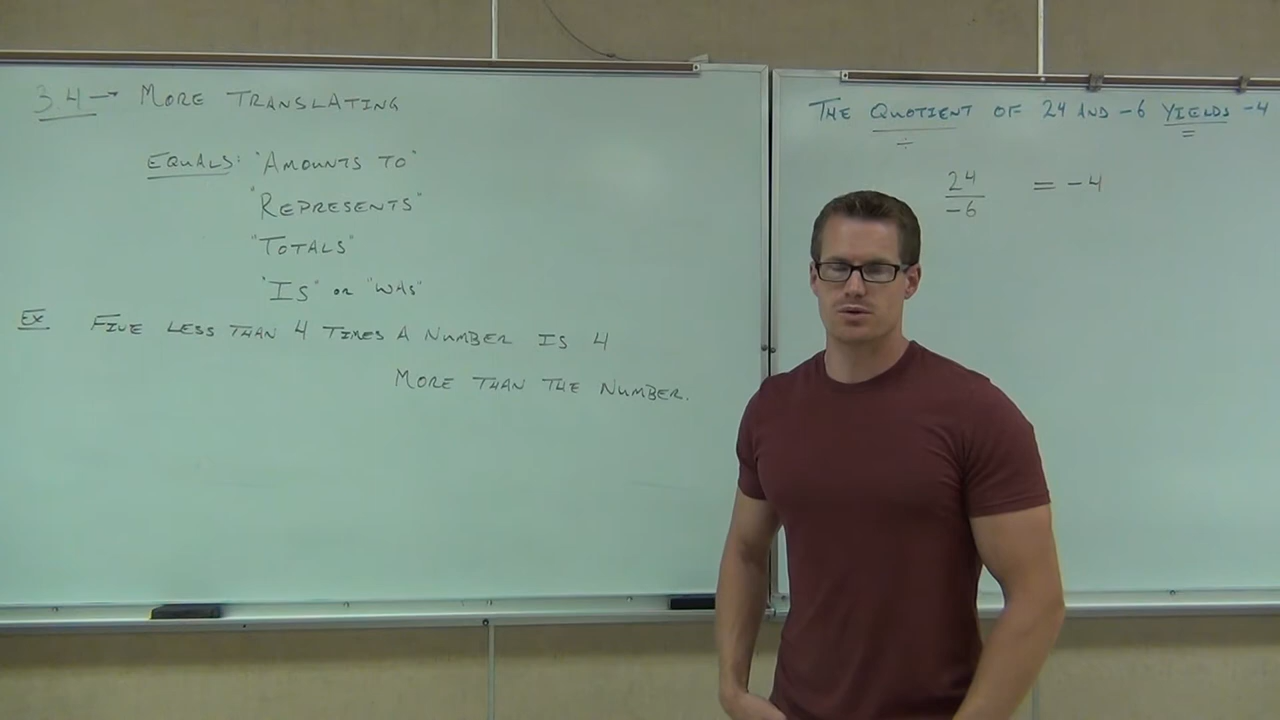 3.4 → MORE TRANSLATING
EQUALS: "AMOUNTS TO"
"REPRESENTS"
"TOTALS"
"IS" OR "WAS"
EX FIVE LESS THAN 4 TIMES A NUMBER IS 4
MORE THAN THE NUMBER.
THE QUOTIENT OF 24 AND -6 YIELDS -4
÷ =
24
-6 = -4